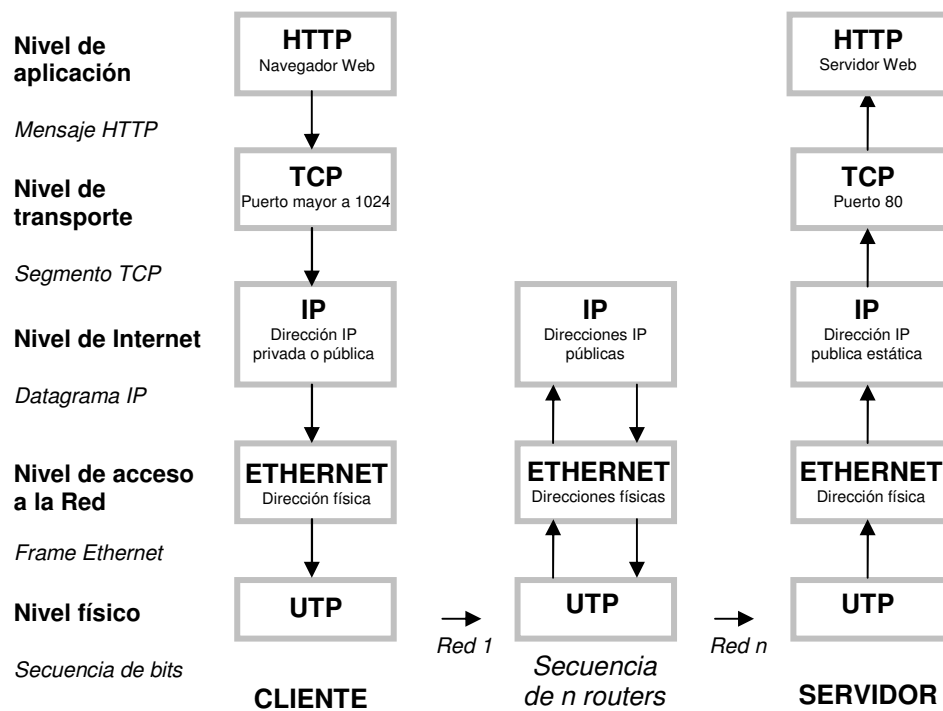 Nivel de
aplicación
HTTP
Navegador Web
HTTP
Servidor Web
Mensaje HTTP
Nivel de
transporte
TCP
Puerto mayor a 1024
TCP
Puerto 80
Segmento TCP
Nivel de Internet
IP
Dirección IP
privada o pública
IP
Direcciones IP
públicas
IP
Dirección IP
publica estática
Datagrama IP
Nivel de acceso
a la Red
ETHERNET
Dirección física
ETHERNET
Direcciones físicas
ETHERNET
Dirección física
Frame Ethernet
Nivel físico
UTP
Red 1
UTP
Red n
UTP
Secuencia de bits
CLIENTE
Secuencia
de n routers
SERVIDOR